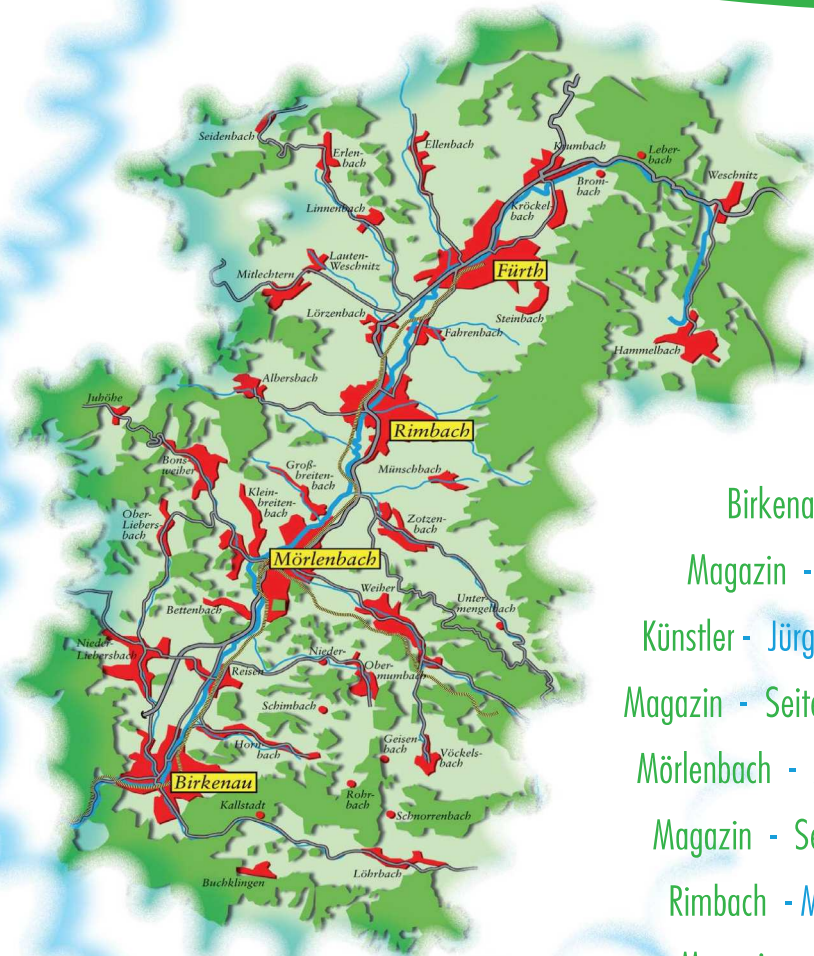 Seidenbach
Erlen-
bach
Ellenbach
Krumbach
Leber-
bach
Weschnitz
Brom-
bach
Kröckel-
bach
Linnenbach
Lauten-
Weschnitz
Mitlechtern
Fürth
Steinbach
Lörzenbach
Fahrenbach
Hammelbach
Albersbach
Juhöhe
Rimbach
Bons-
weiher
Groß-
breiten-
bach
Münschbach
Klein-
breiten-
bach
Ober-
Liebers-
bach
Zotzen-
bach
Mörlenbach
Weiher
Unter-
mengelbach
Bettenbach
Nieder-
Liebersbach
Reisen
Nieder-
Ober-
mumbach
Schimbach
Horn-
bach
Geisen-
bach
Vöckels-
bach
Birkenau
Kallstadt
Rohr-
bach
Schnorrenbach
Löhrbach
Buchklingen
Birkena
Magazin -
Künstler - Jürg
Magazin - Seite
Mörlenbach -
Magazin - Se
Rimbach - M